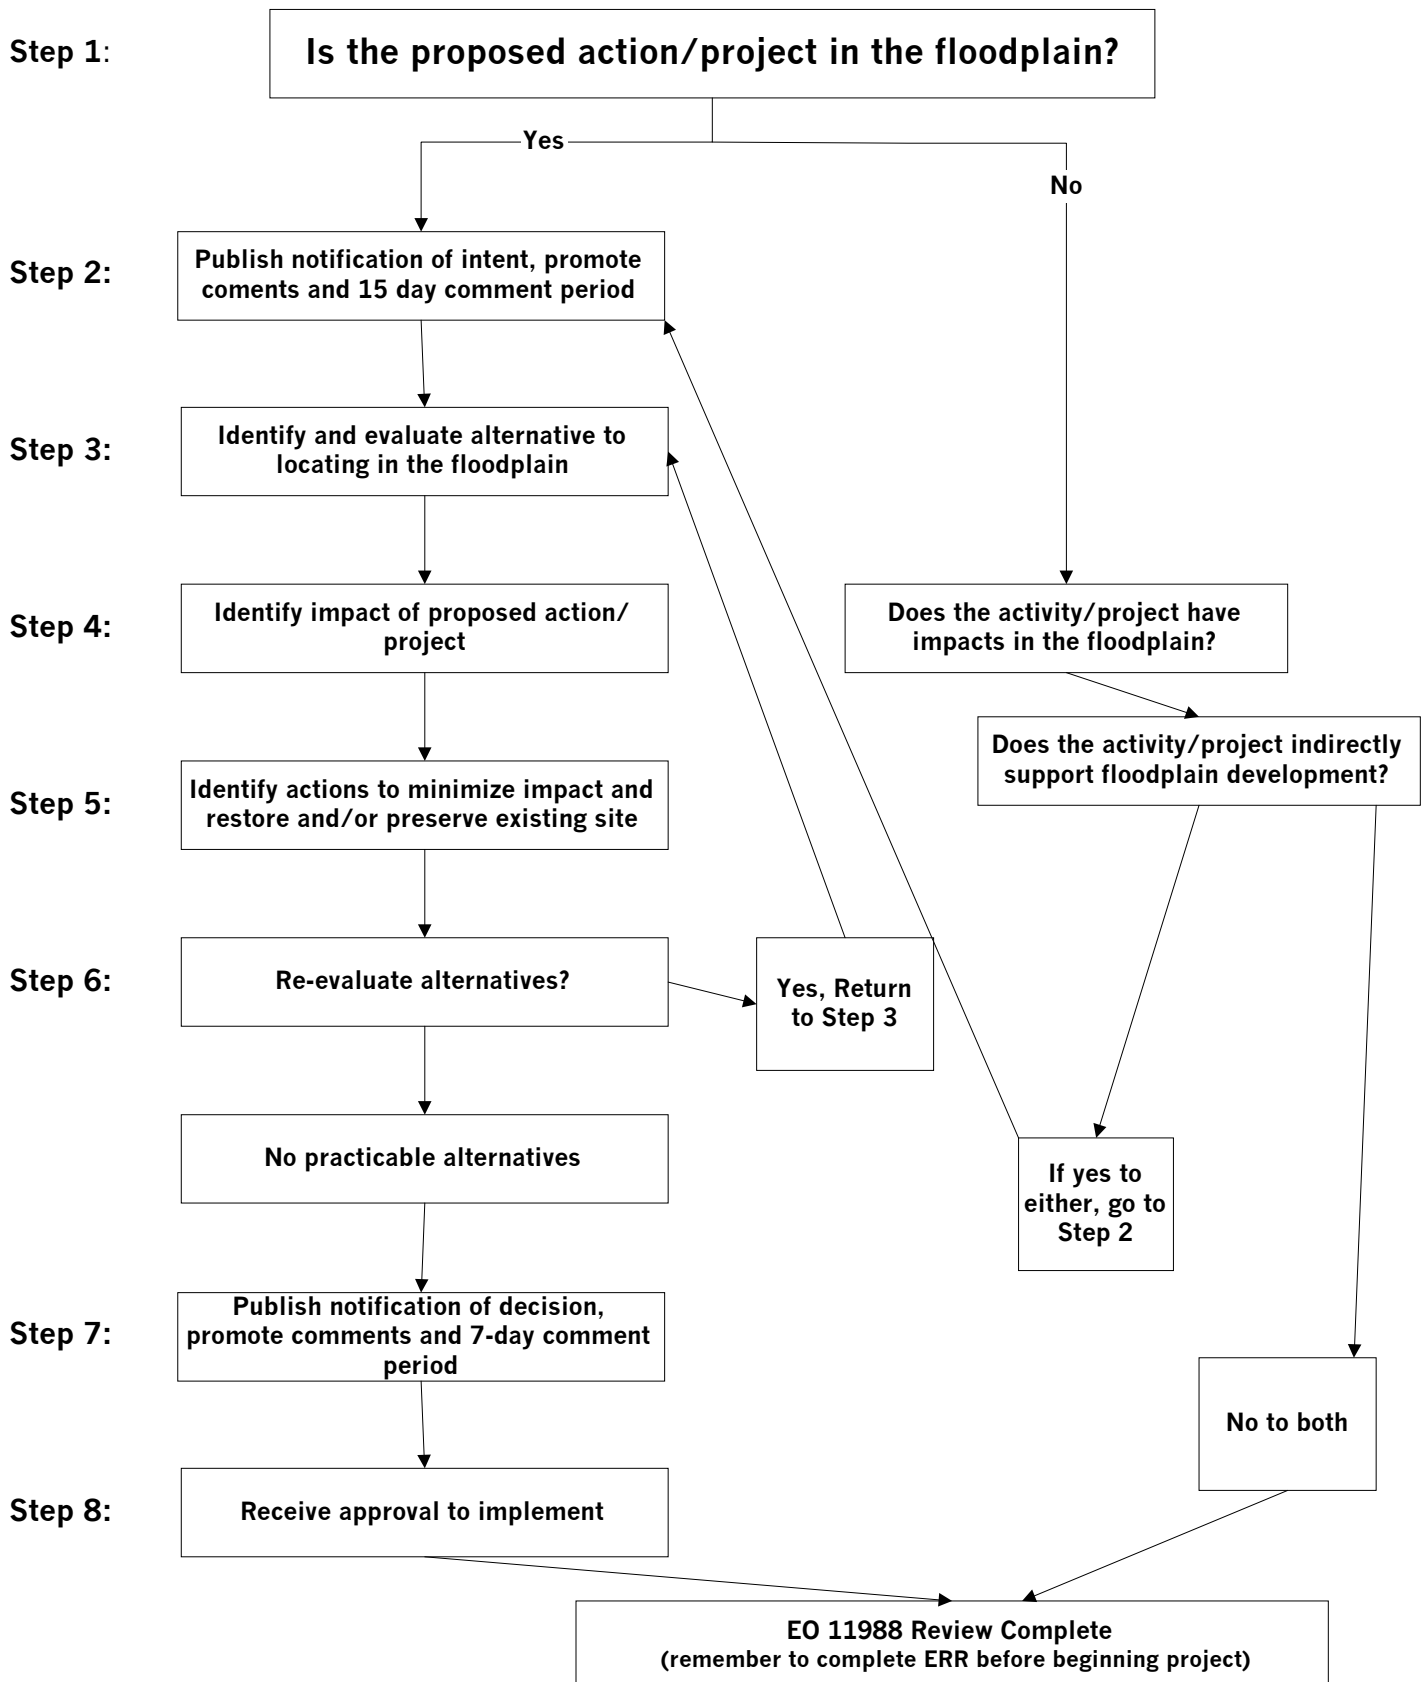 Step 1:
Is the proposed action/project in the floodplain?
Yes
No
Step 2:
Publish notification of intent, promote
coments and 15 day comment period
Step 3:
Identify and evaluate alternative to
locating in the floodplain
Step 4:
Identify impact of proposed action/
project
Does the activity/project have
impacts in the floodplain?
Does the activity/project indirectly
support floodplain development?
Step 5:
Identify actions to minimize impact and
restore and/or preserve existing site
Step 6:
Re-evaluate alternatives?
Yes, Return
to Step 3
No practicable alternatives
If yes to
either, go to
Step 2
Step 7:
Publish notification of decision,
promote comments and 7-day comment
period
No to both
Step 8:
Receive approval to implement
EO 11988 Review Complete
(remember to complete ERR before beginning project)